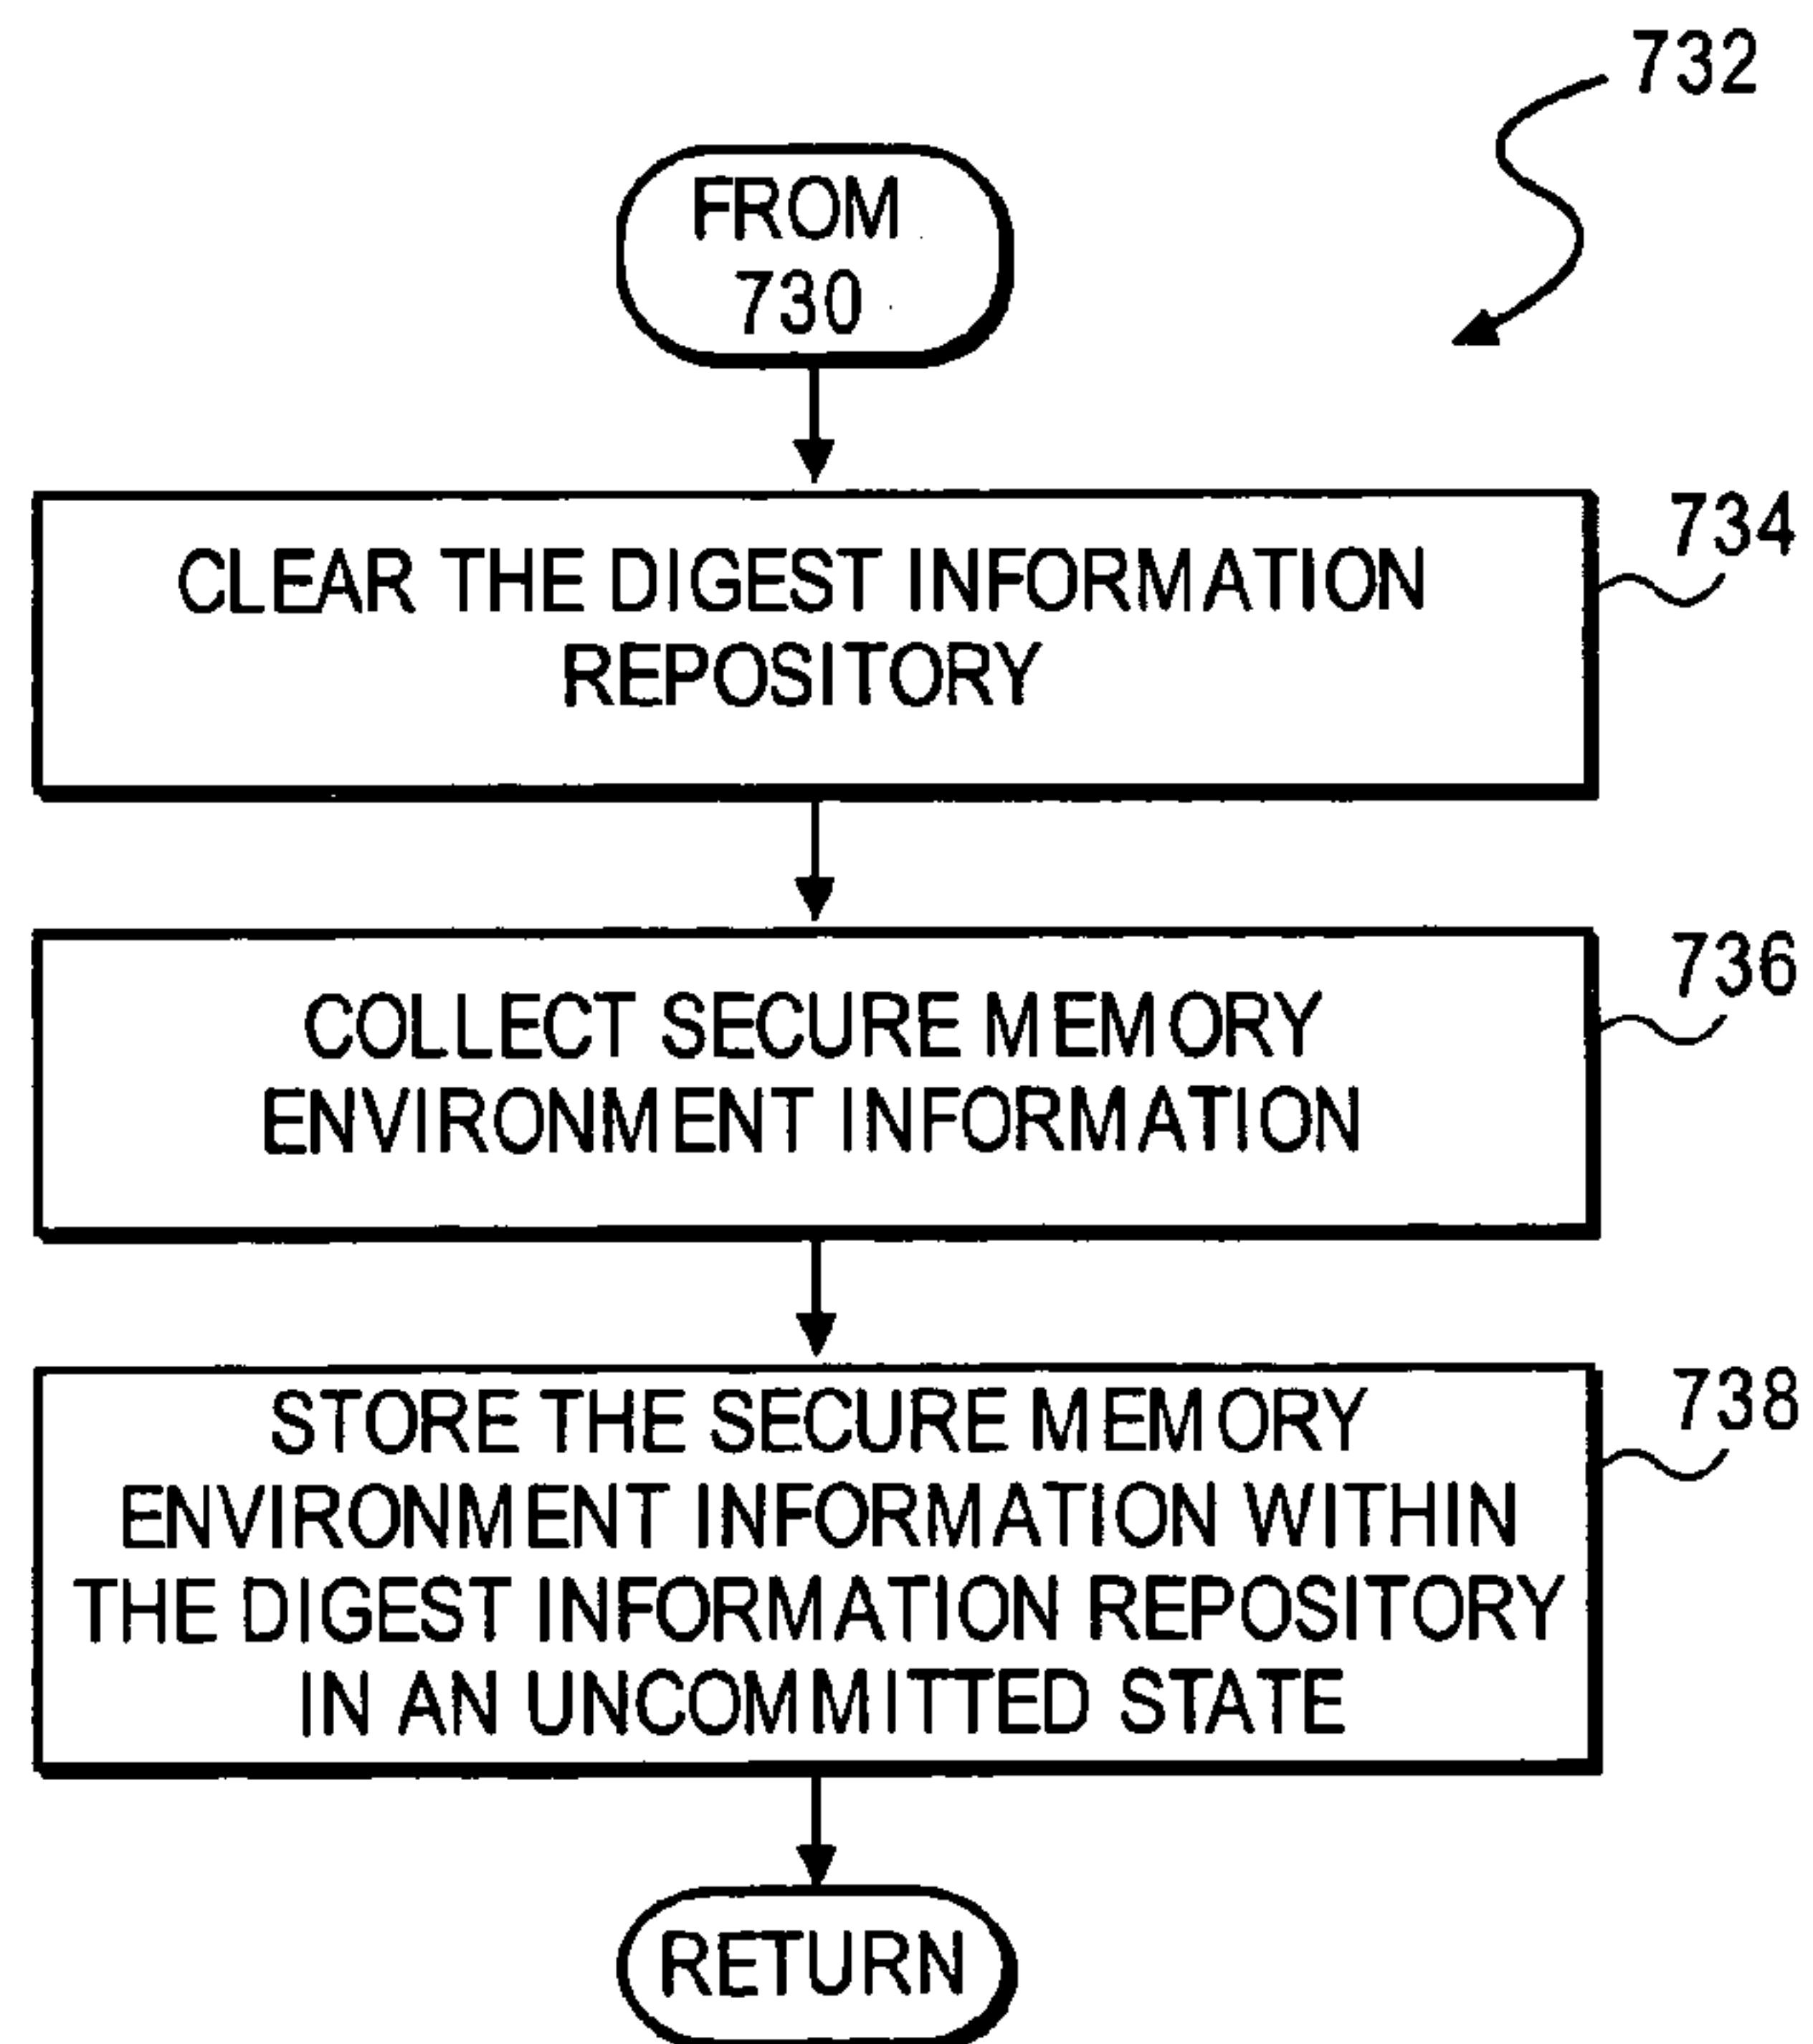 732
FROM
730
CLEAR THE DIGEST INFORMATION
REPOSITORY
734
COLLECT SECURE MEMORY
ENVIRONMENT INFORMATION
736
STORE THE SECURE MEMORY
ENVIRONMENT INFORMATION WITHIN
THE DIGEST INFORMATION REPOSITORY
IN AN UNCOMMITTED STATE
738
RETURN